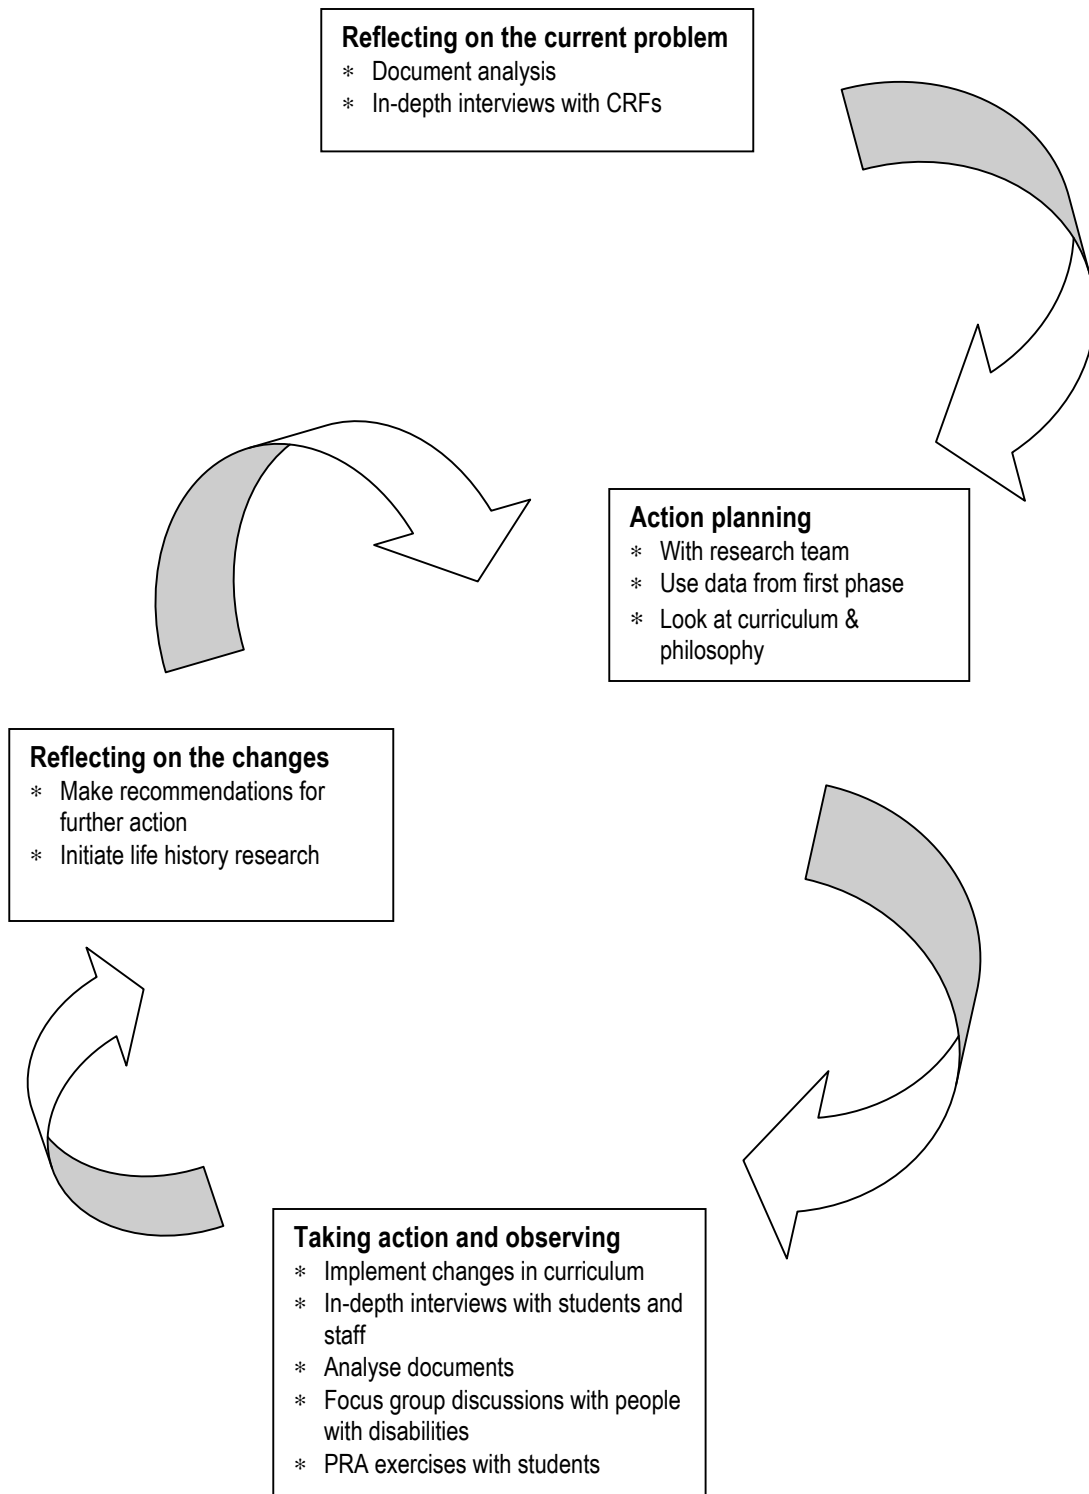 Reflecting on the current problem
* Document analysis
* In-depth interviews with CRFs
Action planning
* With research team
* Use data from first phase
* Look at curriculum &
philosophy
Reflecting on the changes
* Make recommendations for
further action
* Initiate life history research
Taking action and observing
* Implement changes in curriculum
* In-depth interviews with students and
staff
* Analyse documents
* Focus group discussions with people
with disabilities
* PRA exercises with students